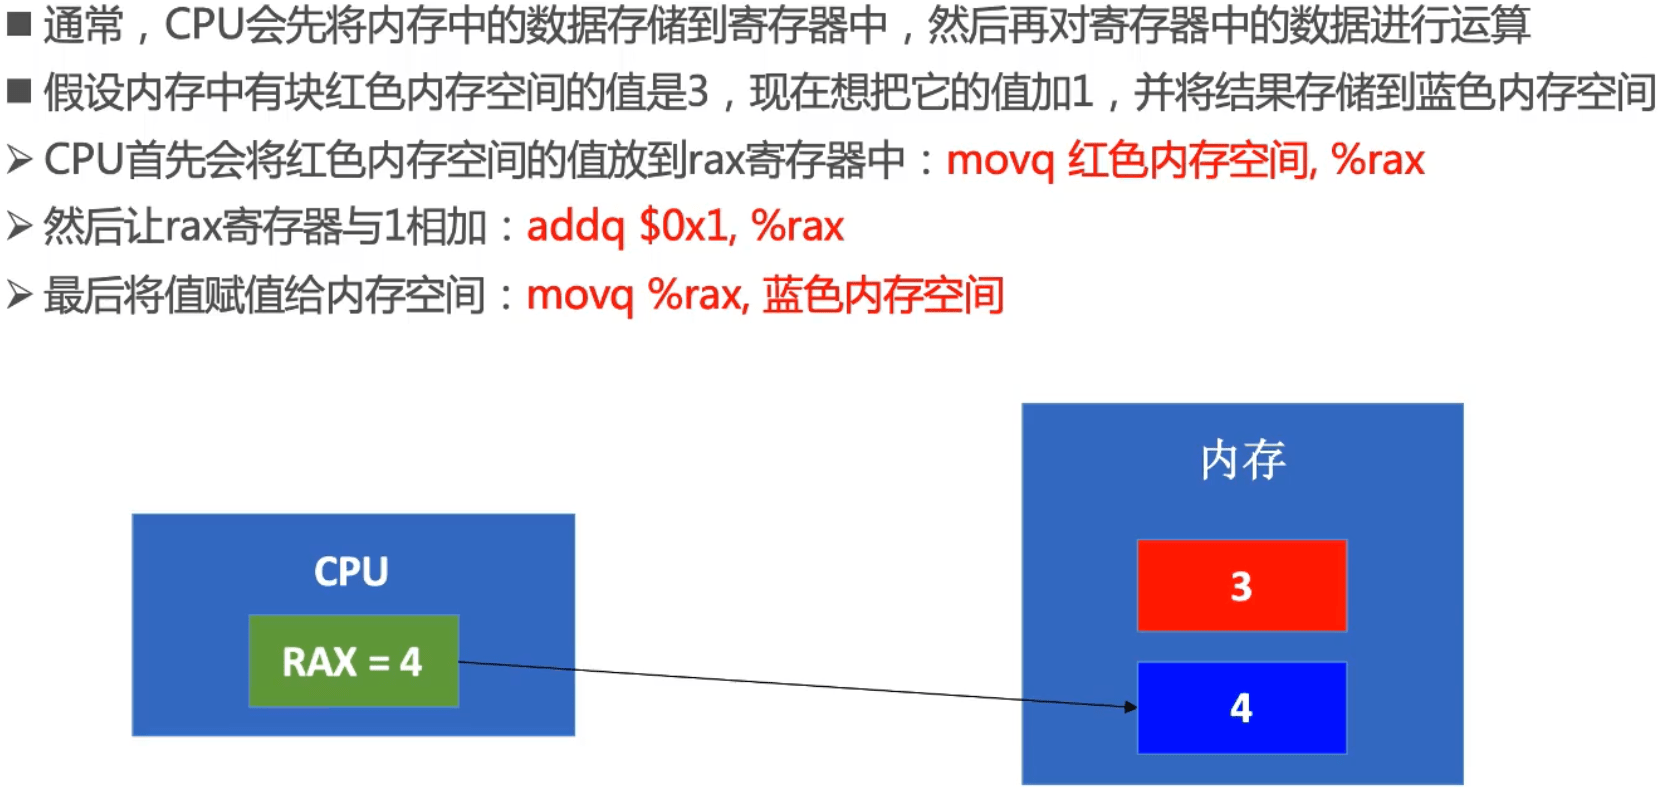 ■ 通常，CPU会先将内存中的数据存储到寄存器中，然后再对寄存器中的数据进行运算
■ 假设内存中有块红色内存空间的值是3，现在想把它的值加1，并将结果存储到蓝色内存空间
➢ CPU首先会将红色内存空间的值放到rax寄存器中：movq 红色内存空间, %rax
➢ 然后让rax寄存器与1相加：addq $0x1, %rax
➢ 最后将值赋值给内存空间：movq %rax, 蓝色内存空间
内存
CPU
3
RAX = 4
4